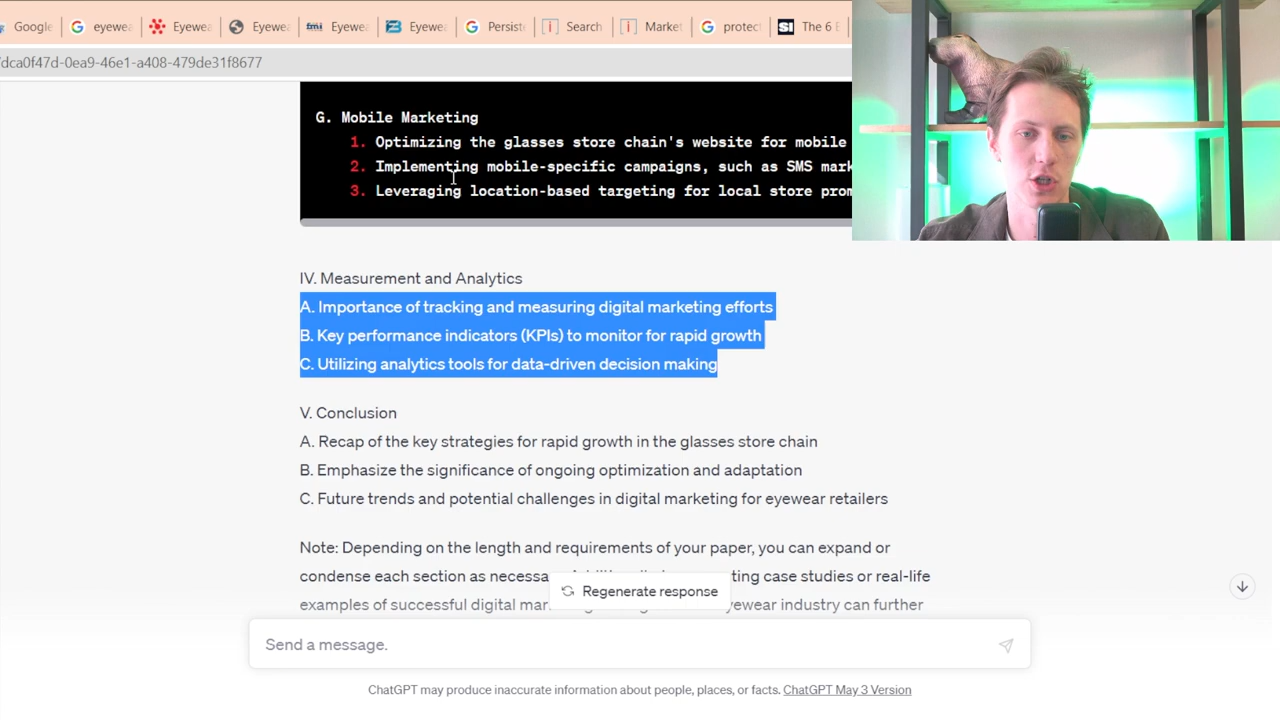 Google
eyewe
Eyewe
Eyewe
fmi Eyewe
Eyewe
Persist
Search
Market
protec
SI The 6 E
dca0f47d-0ea9-46e1-a408-479de31f8677
G. Mobile Marketing
1. Optimizing the glasses store chain's website for mobile
2. Implementing mobile-specific campaigns, such as SMS mark
3. Leveraging location-based targeting for local store prom
IV. Measurement and Analytics
A. Importance of tracking and measuring digital marketing efforts
B. Key performance indicators (KPIs) to monitor for rapid growth
C. Utilizing analytics tools for data-driven decision making
V. Conclusion
A. Recap of the key strategies for rapid growth in the glasses store chain
B. Emphasize the significance of ongoing optimization and adaptation
C. Future trends and potential challenges in digital marketing for eyewear retailers
Note: Depending on the length and requirements of your paper, you can expand or
condense each section as necessa ting case studies or real-life
examples of successful digital mar yewear industry can further
Regenerate response
Send a message.
ChatGPT may produce inaccurate information about people, places, or facts. ChatGPT May 3 Version